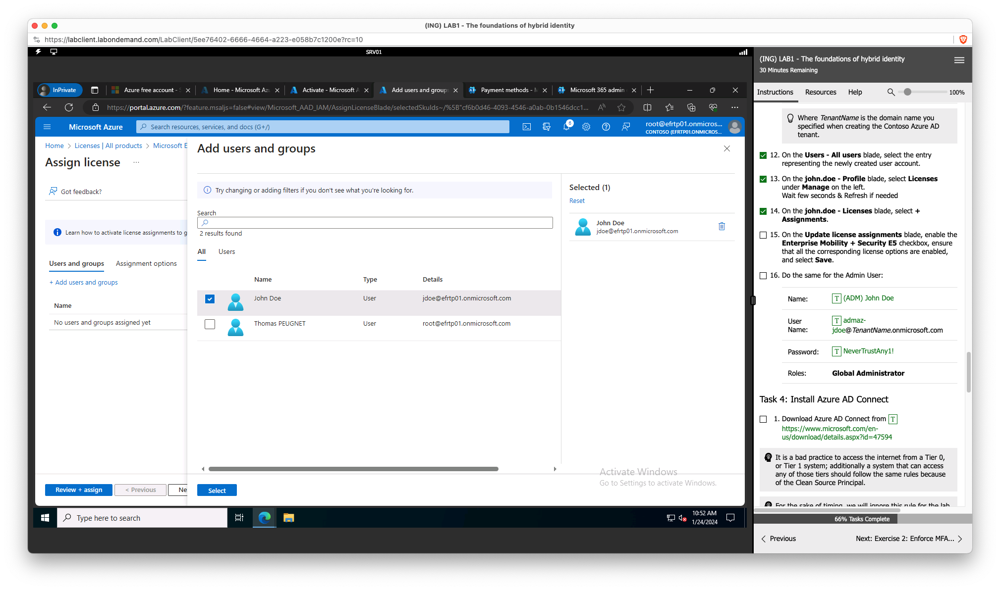 (ING) LAB1 - The foundations of hybrid identity
https://labclient.labondemand.com/LabClient/5ee76402-6666-4664-a223-e058b7c1200e?rc=10
SRV01
InPrivate
Azure free account -
Home - Microsoft Az
Activate - Microsoft A
Add users and groups
Payment methods - M
Microsoft 365 admin
https://portal.azure.com/?feature.msaljs=false#view/Microsoft_AAD_IAM/AssignLicenseBlade/selectedSkuIds~/%5B"cf6b0d46-4093-4546-a0ab-0b1546dcc1...
Microsoft Azure
Search resources, services, and docs (G+/)
6
root@efrtp01.onmicros...
CONTOSO (EFRTP01.ONMICROS...
Home > Licenses | All products > Microsoft E
Assign license ...
Got feedback?
Learn how to activate license assignments to g
Users and groups
Assignment options
+ Add users and groups
Name
No users and groups assigned yet
Review + assign
< Previous
Ne
Add users and groups
Try changing or adding filters if you don't see what you're looking for.
Search
2 results found
All
Users
Name Type Details
John Doe User jdoe@efrtp01.onmicrosoft.com
Thomas PEUGNET User root@efrtp01.onmicrosoft.com
Select
Selected (1)
Reset
John Doe
jdoe@efrtp01.onmicrosoft.com
Activate Windows
Go to Settings to activate Windows.
Type here to search
10:52 AM
1/24/2024
(ING) LAB1 - The foundations of hybrid identity
30 Minutes Remaining
Instructions
Resources
Help
100%
Where TenantName is the domain name you
specified when creating the Contoso Azure AD
tenant.
12. On the Users - All users blade, select the entry
representing the newly created user account.
13. On the john.doe - Profile blade, select Licenses
under Manage on the left.
Wait few seconds & Refresh if needed
14. On the john.doe - Licenses blade, select +
Assignments.
15. On the Update license assignments blade, enable the
Enterprise Mobility + Security E5 checkbox, ensure
that all the corresponding license options are enabled,
and select Save.
16. Do the same for the Admin User:
Name: T (ADM) John Doe
User
Name:
T admaz-
jdoe@TenantName.onmicrosoft.com
Password: T NeverTrustAny1!
Roles: Global Administrator
Task 4: Install Azure AD Connect
1. Download Azure AD Connect from T
https://www.microsoft.com/en-
us/download/details.aspx?id=47594
It is a bad practice to access the internet from a Tier 0,
or Tier 1 system; additionally a system that can access
any of those tiers should follow the same rules because
of the Clean Source Principal.
For the sake of timing, we will ignore this rule for the lab
66% Tasks Complete
Previous
Next: Exercise 2: Enforce MFA...